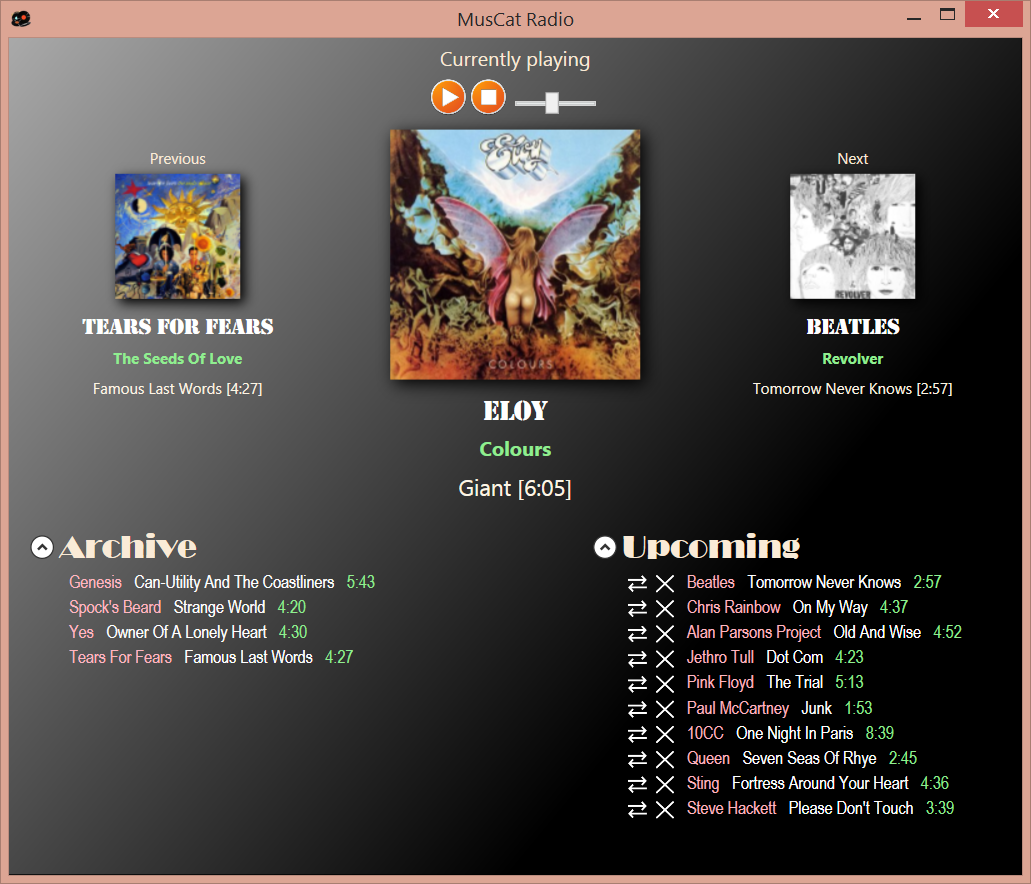 MusCat Radio
Currently playing
Previous
Next
Eloy
COLOURS
REVOLVER
TEARS FOR FEARS
The Seeds Of Love
Famous Last Words [4:27]
BEATLES
Revolver
Tomorrow Never Knows [2:57]
ELOY
Colours
Giant [6:05]
Archive
Genesis Can-Utility And The Coastliners 5:43
Spock's Beard Strange World 4:20
Yes Owner Of A Lonely Heart 4:30
Tears For Fears Famous Last Words 4:27
Upcoming
Beatles Tomorrow Never Knows 2:57
Chris Rainbow On My Way 4:37
Alan Parsons Project Old And Wise 4:52
Jethro Tull Dot Com 4:23
Pink Floyd The Trial 5:13
Paul McCartney Junk 1:53
10CC One Night In Paris 8:39
Queen Seven Seas Of Rhye 2:45
Sting Fortress Around Your Heart 4:36
Steve Hackett Please Don't Touch 3:39